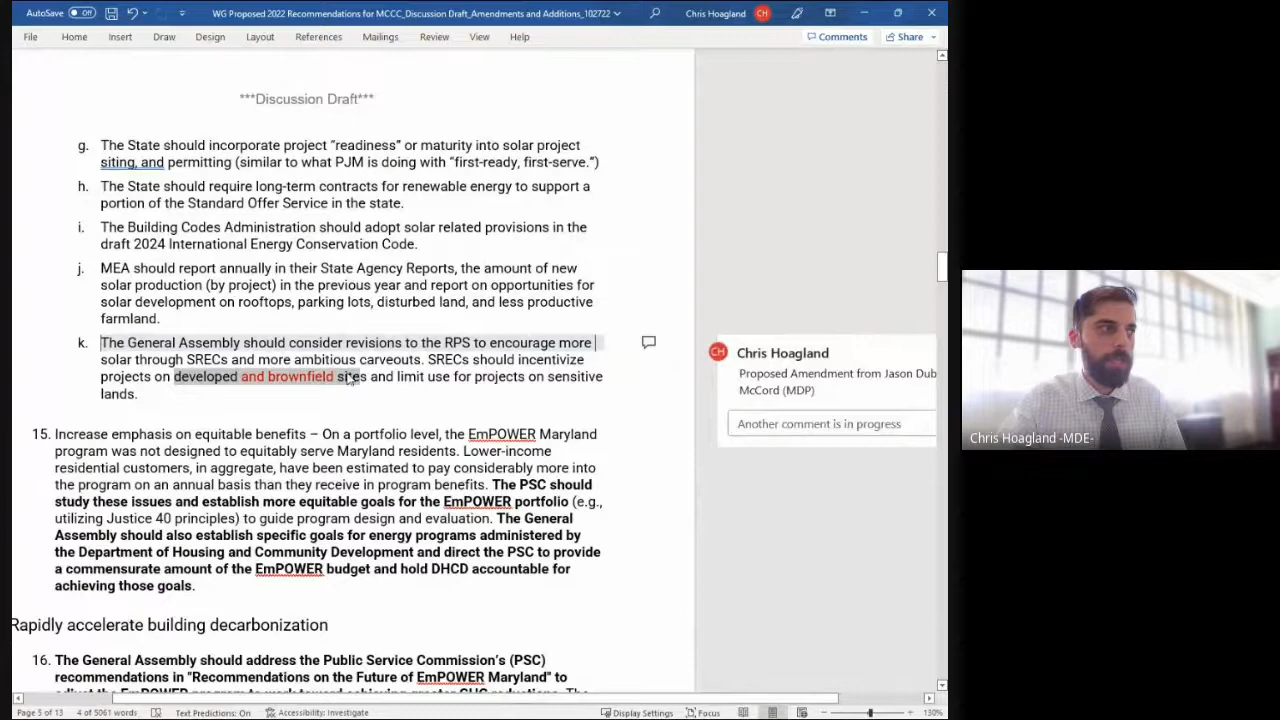 AutoSave Off WG Proposed 2022 Recommendations for MCCC_Discussion Draft_Amendments and Additions_102722 Chris Hoagland CH
File Home Insert Draw Design Layout References Mailings Review View Help Comments Share
***Discussion Draft***
g. The State should incorporate project “readiness” or maturity into solar project
siting, and permitting (similar to what PJM is doing with “first-ready, first-serve.”)
h. The State should require long-term contracts for renewable energy to support a
portion of the Standard Offer Service in the state.
i. The Building Codes Administration should adopt solar related provisions in the
draft 2024 International Energy Conservation Code.
j. MEA should report annually in their State Agency Reports, the amount of new
solar production (by project) in the previous year and report on opportunities for
solar development on rooftops, parking lots, disturbed land, and less productive
farmland.
k. The General Assembly should consider revisions to the RPS to encourage more
solar through SRECs and more ambitious carveouts. SRECs should incentivize
projects on developed and brownfield sites and limit use for projects on sensitive
lands.
CH Chris Hoagland
Proposed Amendment from Jason Dub
McCord (MDP)
Another comment is in progress
15. Increase emphasis on equitable benefits – On a portfolio level, the EmPOWER Maryland
program was not designed to equitably serve Maryland residents. Lower-income
residential customers, in aggregate, have been estimated to pay considerably more into
the program on an annual basis than they receive in program benefits. The PSC should
study these issues and establish more equitable goals for the EmPOWER portfolio (e.g.,
utilizing Justice 40 principles) to guide program design and evaluation. The General
Assembly should also establish specific goals for energy programs administered by
the Department of Housing and Community Development and direct the PSC to provide
a commensurate amount of the EmPOWER budget and hold DHCD accountable for
achieving those goals.
Rapidly accelerate building decarbonization
16. The General Assembly should address the Public Service Commission’s (PSC)
recommendations in "Recommendations on the Future of EmPOWER Maryland" to
adjust the EmPOWER program to work toward achieving greater GHG reductions. The
Page 5 of 13 4 of 5061 words Text Predictions: On Accessibility: Investigate Display Settings Focus 130%
Chris Hoagland -MDE-